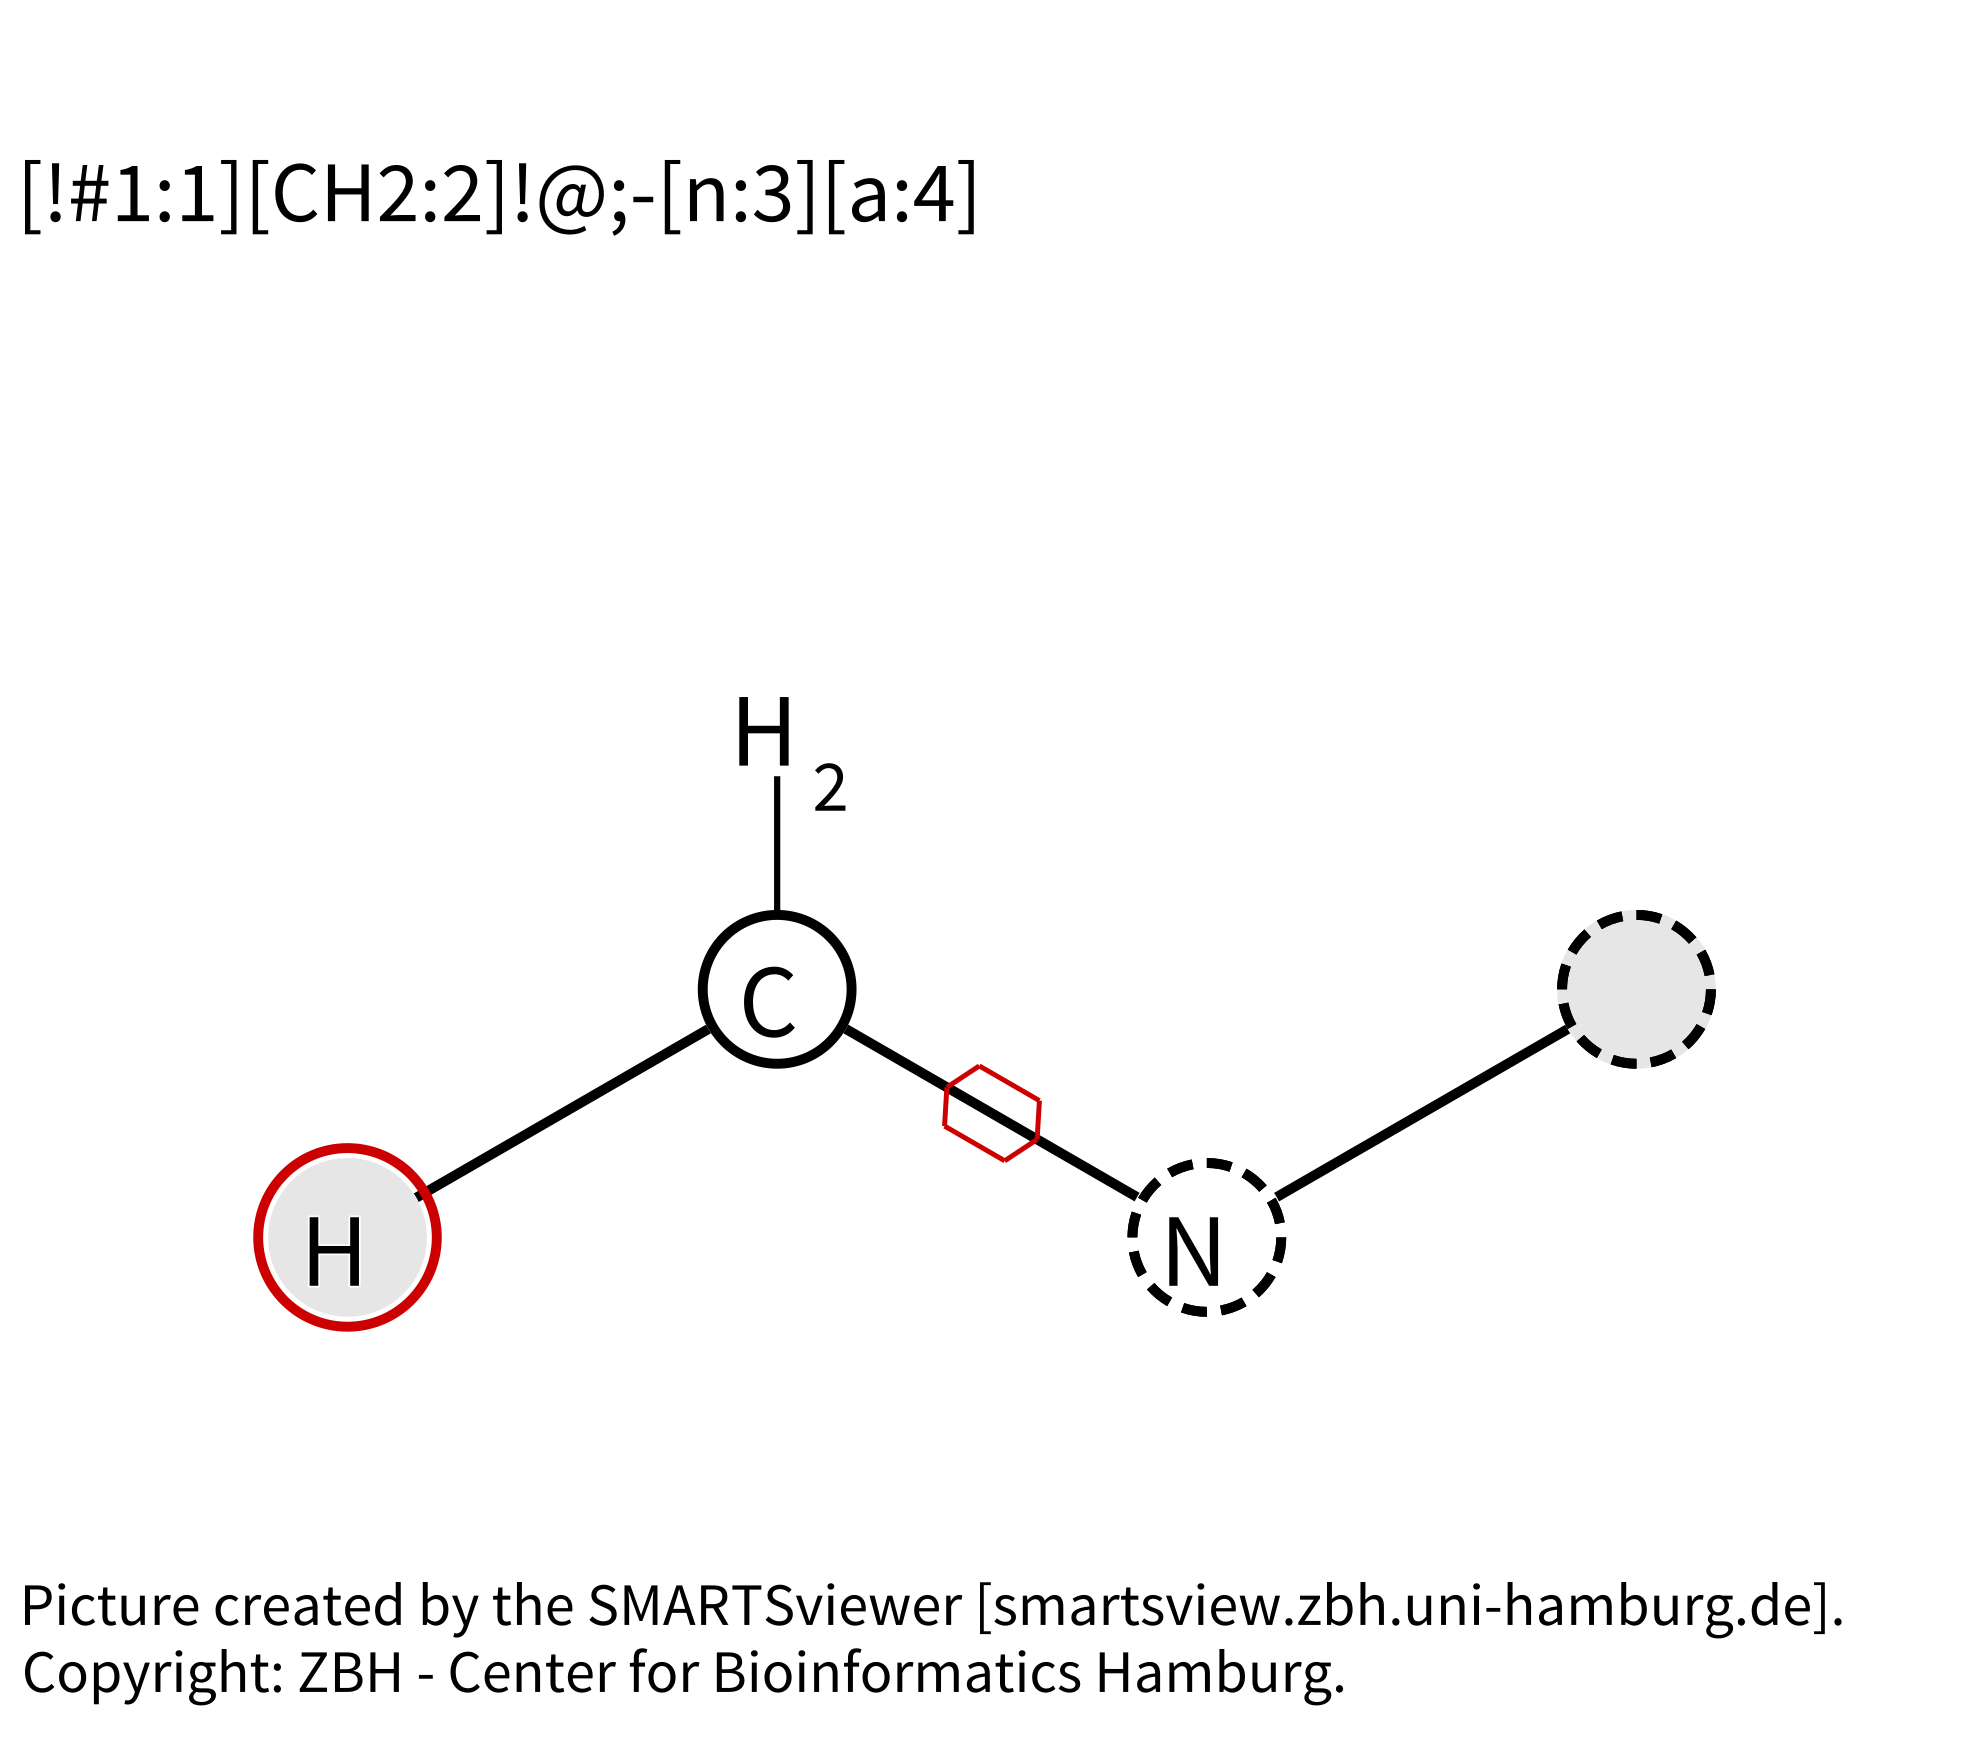 [!#1:1][CH2:2]!@;-[n:3][a:4]
H
2
C
H
N
Picture created by the SMARTSviewer [smartsview.zbh.uni-hamburg.de].
Copyright: ZBH - Center for Bioinformatics Hamburg.